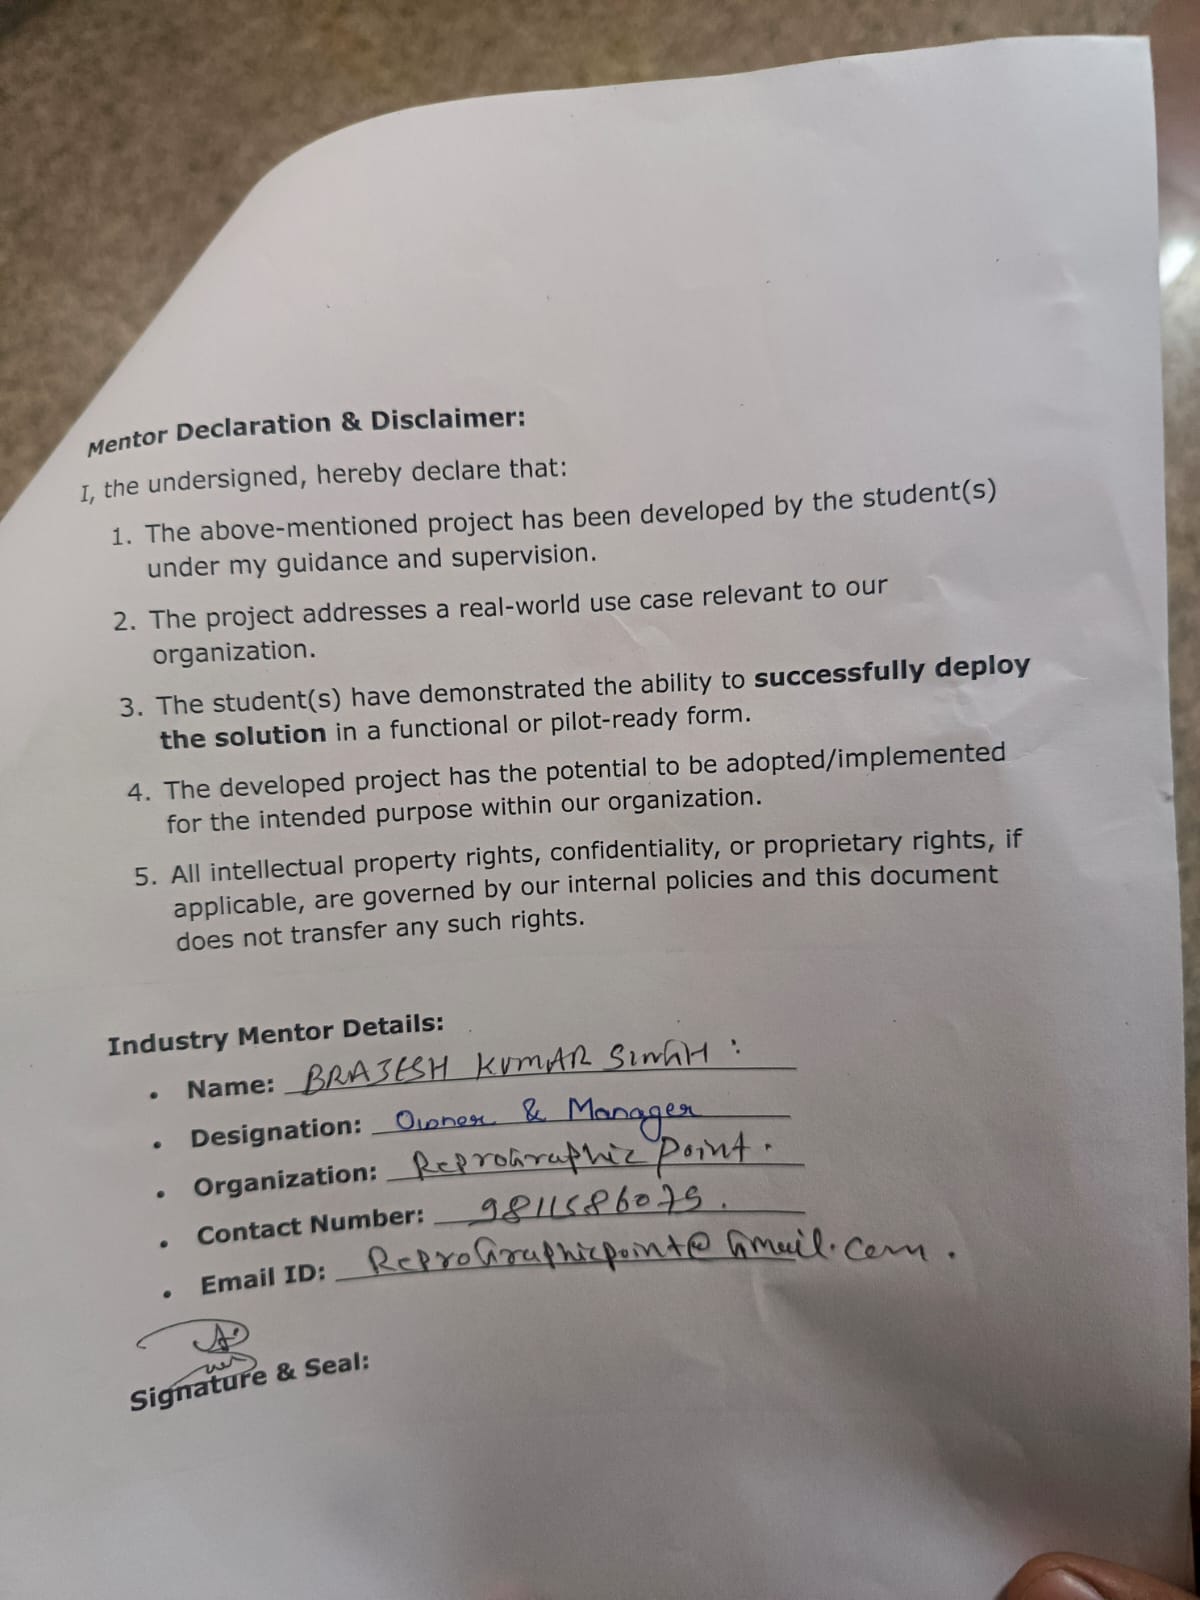 Mentor Declaration & Disclaimer:
I, the undersigned, hereby declare that:
1. The above-mentioned project has been developed by the student(s)
under my guidance and supervision.
2. The project addresses a real-world use case relevant to our
organization.
3. The student(s) have demonstrated the ability to successfully deploy
the solution in a functional or pilot-ready form.
4. The developed project has the potential to be adopted/implemented
for the intended purpose within our organization.
5. All intellectual property rights, confidentiality, or proprietary rights, if
applicable, are governed by our internal policies and this document
does not transfer any such rights.
Industry Mentor Details:
• Name: BRAJESH KUMAR SINGH :
• Designation: Owner & Manager
• Organization: ReproGraphic Point.
• Contact Number: 9811586075.
• Email ID: ReproGraphicpoint@Gmail.com.
Signature & Seal: